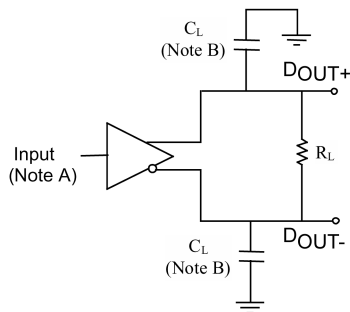 CL
(Note B)
DOUT+
Input
(Note A)
RL
DOUT-
CL
(Note B)